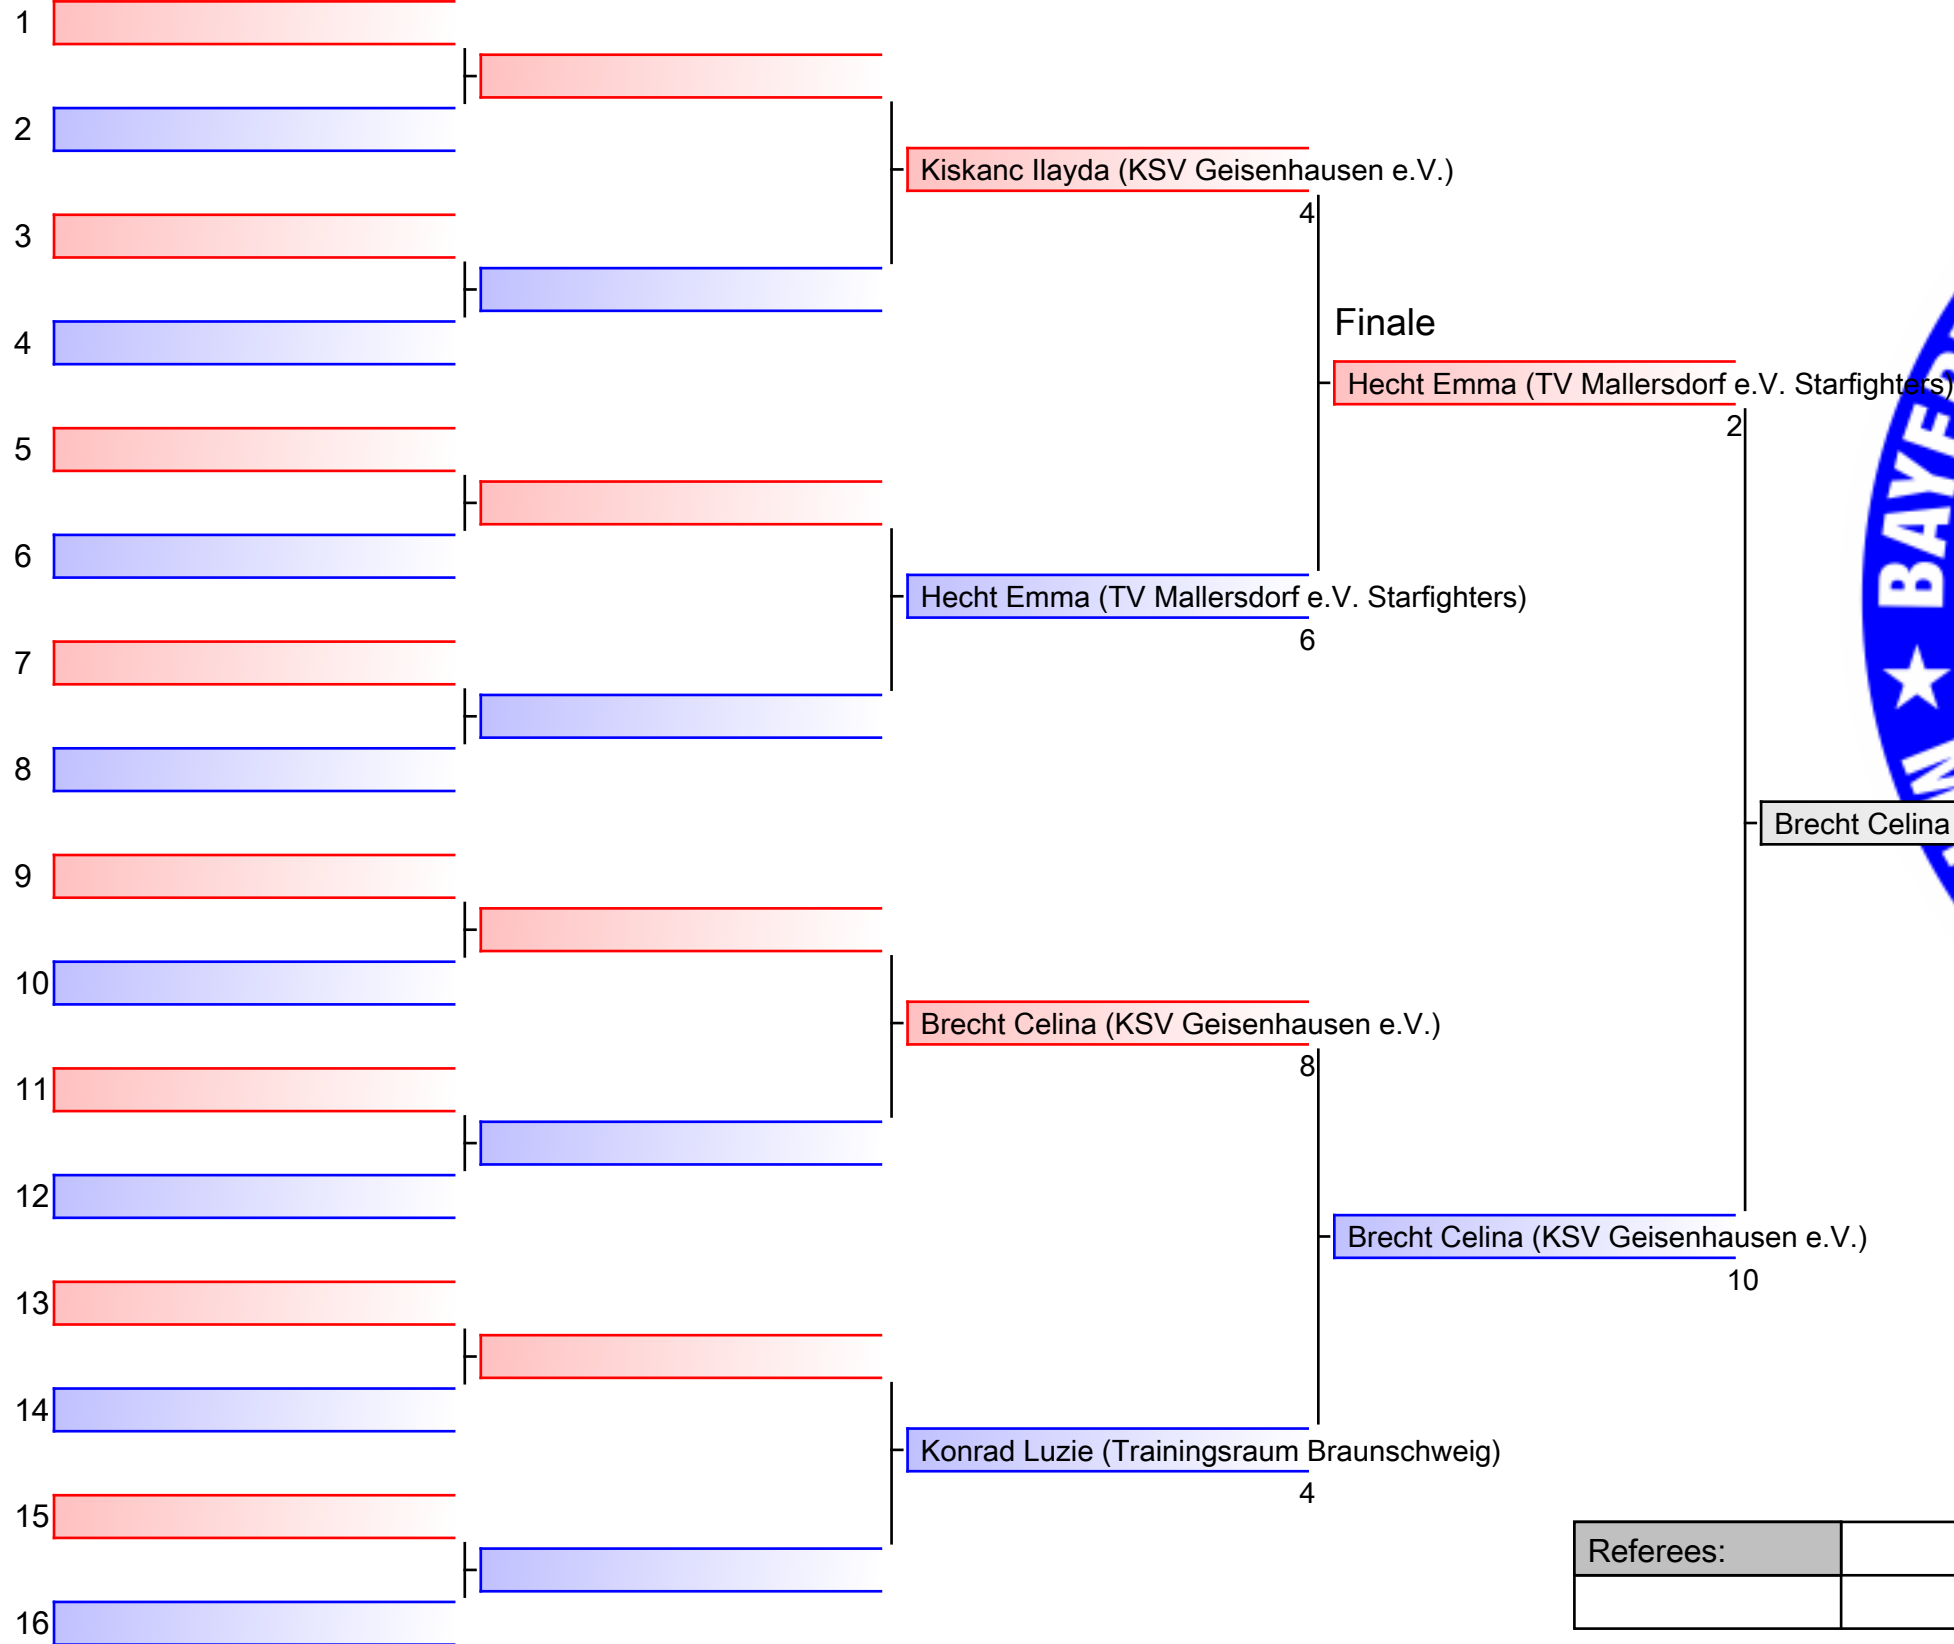 1
2
Kiskanc Ilayda (KSV Geisenhausen e.V.)
4
3
Finale
4
Hecht Emma (TV Mallersdorf e.V. Starfighters)
2
5
6
Hecht Emma (TV Mallersdorf e.V. Starfighters)
6
7
8
Brecht Celina
9
10
Brecht Celina (KSV Geisenhausen e.V.)
8
11
12
Brecht Celina (KSV Geisenhausen e.V.)
10
13
14
Konrad Luzie (Trainingsraum Braunschweig)
4
15
Referees:
16